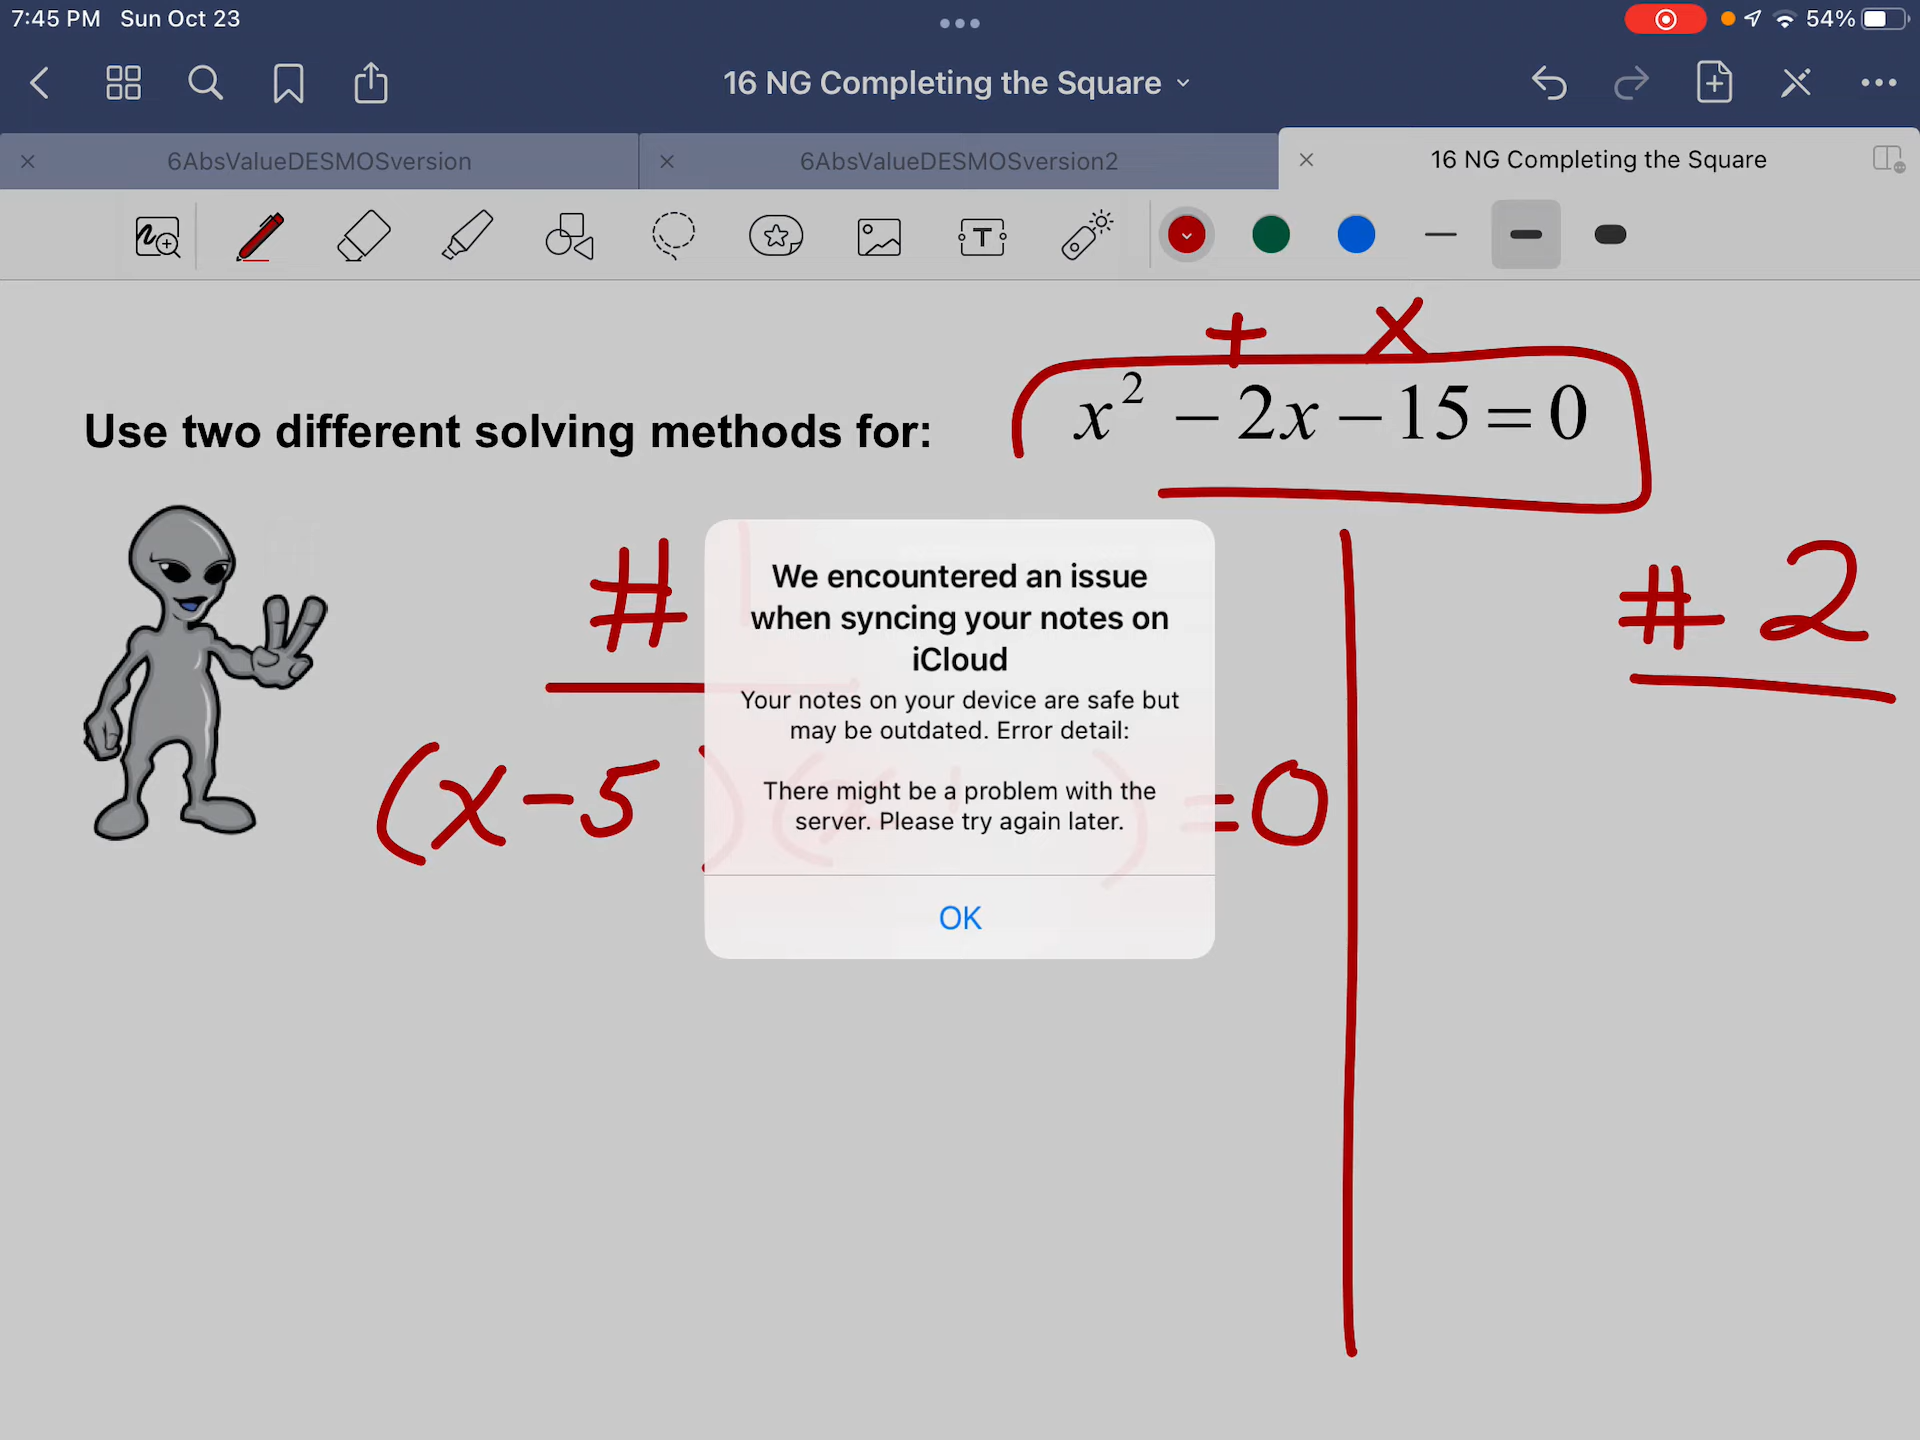 7:45 PM Sun Oct 23
54%
16 NG Completing the Square
6AbsValueDESMOSversion
6AbsValueDESMOSversion2
16 NG Completing the Square
T
+ x
Use two different solving methods for:
x² − 2x − 15 = 0
#1
# 2
We encountered an issue
when syncing your notes on
iCloud
Your notes on your device are safe but
may be outdated. Error detail:
There might be a problem with the
server. Please try again later.
OK
(x-5)(x+ )=0